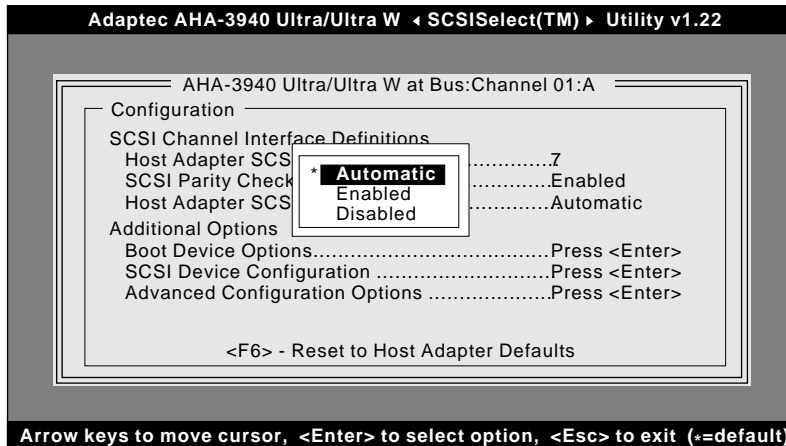 Adaptec AHA-3940 Ultra/Ultra W ◂ SCSISelect(TM) ▸ Utility v1.22
AHA-3940 Ultra/Ultra W at Bus:Channel 01:A
Configuration
SCSI Channel Interface Definitions
Host Adapter SCS ..............7
SCSI Parity Check ..............Enabled
Host Adapter SCS ..............Automatic
* Automatic
Enabled
Disabled
Additional Options
Boot Device Options......................................Press <Enter>
SCSI Device Configuration ............................Press <Enter>
Advanced Configuration Options ....................Press <Enter>
<F6> - Reset to Host Adapter Defaults
Arrow keys to move cursor, <Enter> to select option, <Esc> to exit (*=default)